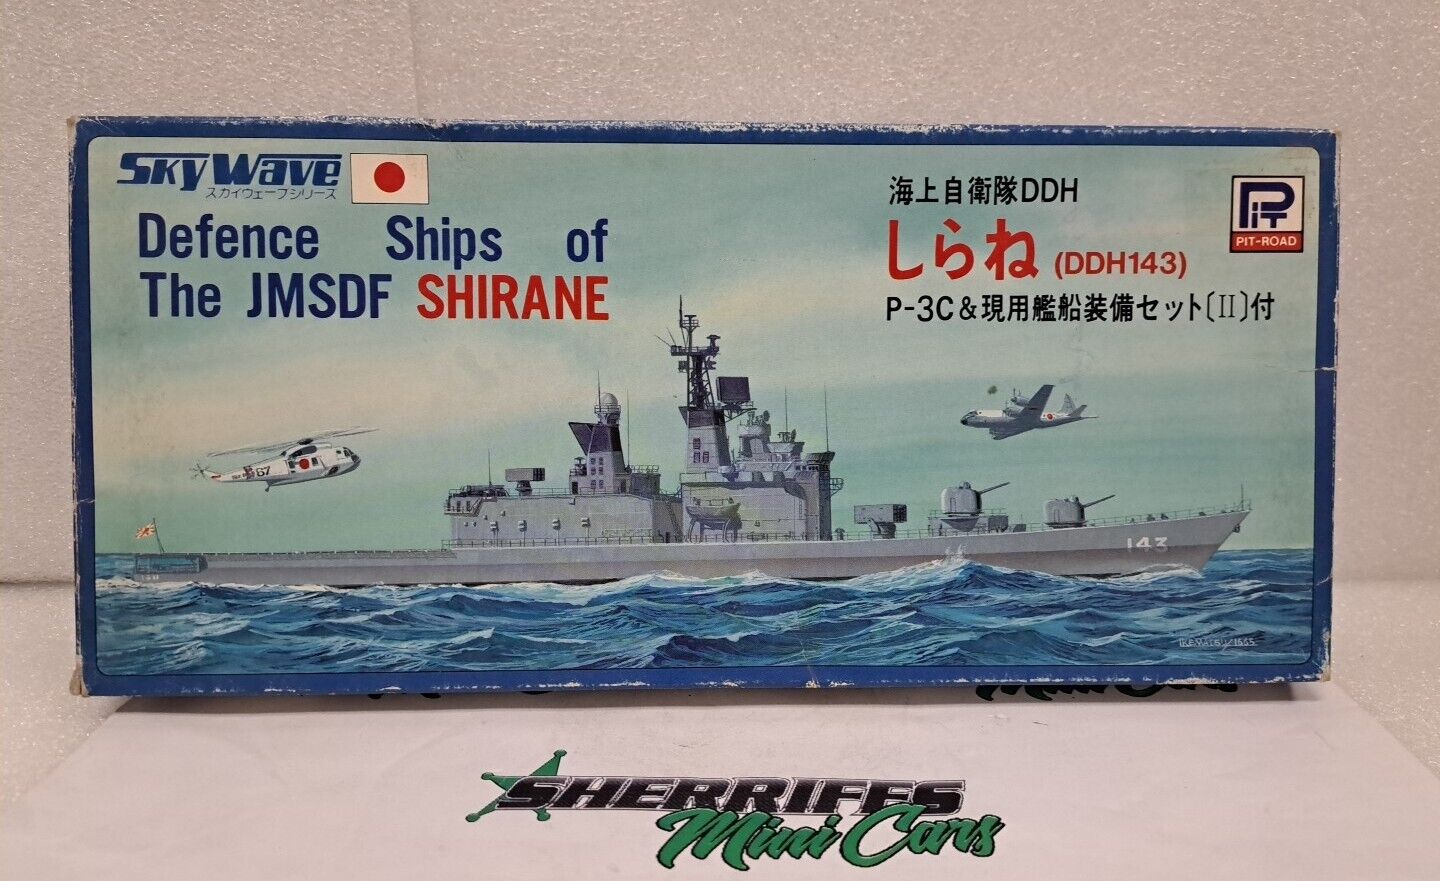 SKYWAVE
スカイウェーブシリーズ
Defence Ships of
The JMSDF SHIRANE
海上自衛隊DDH
しらね (DDH143)
P-3C&現用艦船装備セット〔II〕付
PiT
PIT-ROAD
67
143
SHERRIFFS
Mini Cars